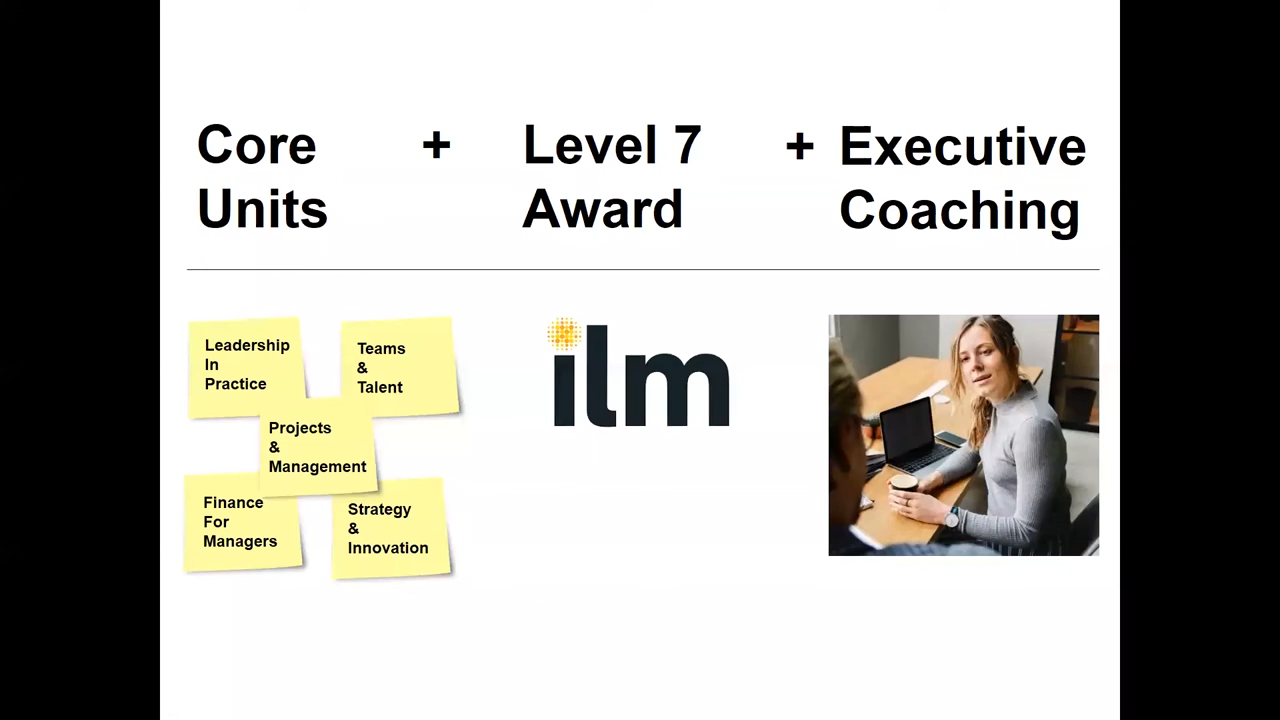 Core
Units
+
Level 7
Award
+
Executive
Coaching
Leadership
In
Practice
Teams
&
Talent
Projects
&
Management
Finance
For
Managers
Strategy
&
Innovation
ilm